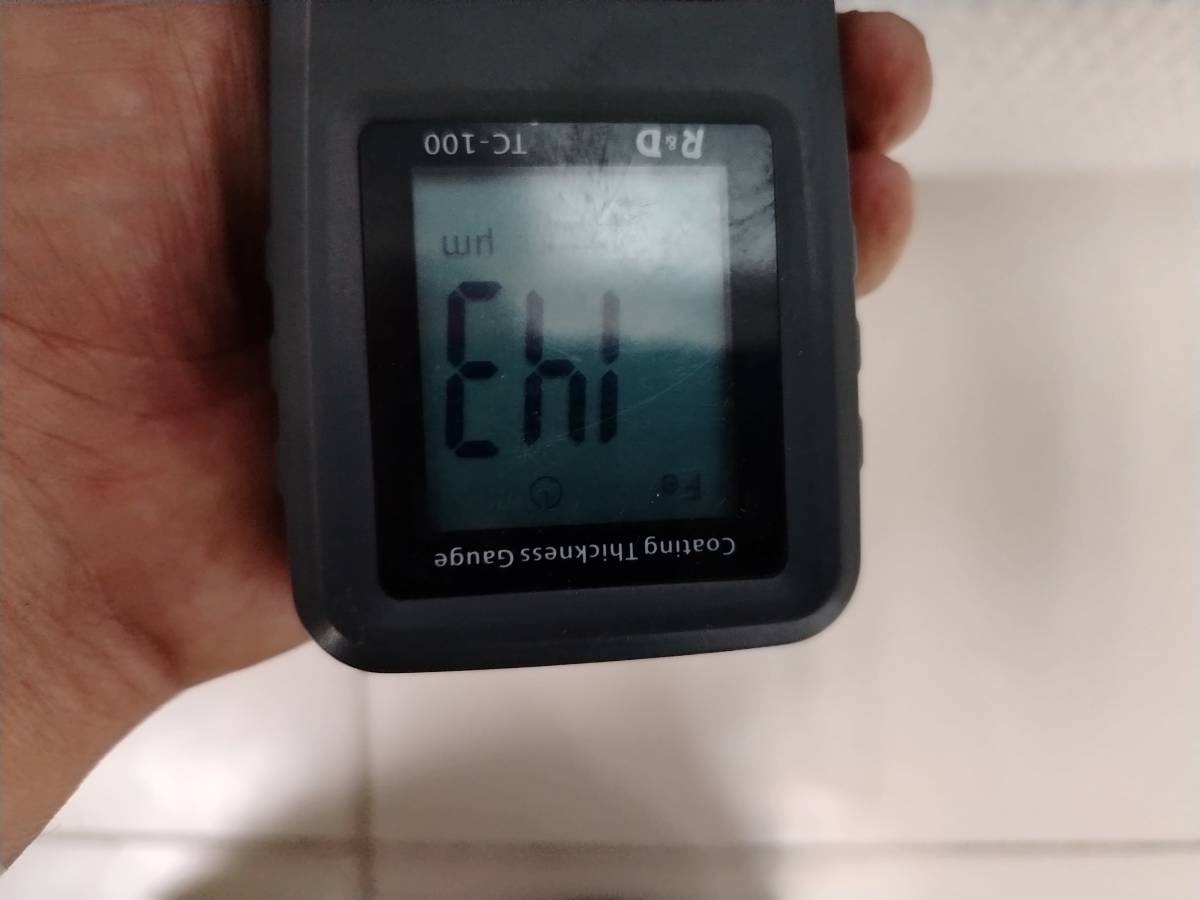 Coating Thickness Gauge
Fe
143
µm
R&D TC-100